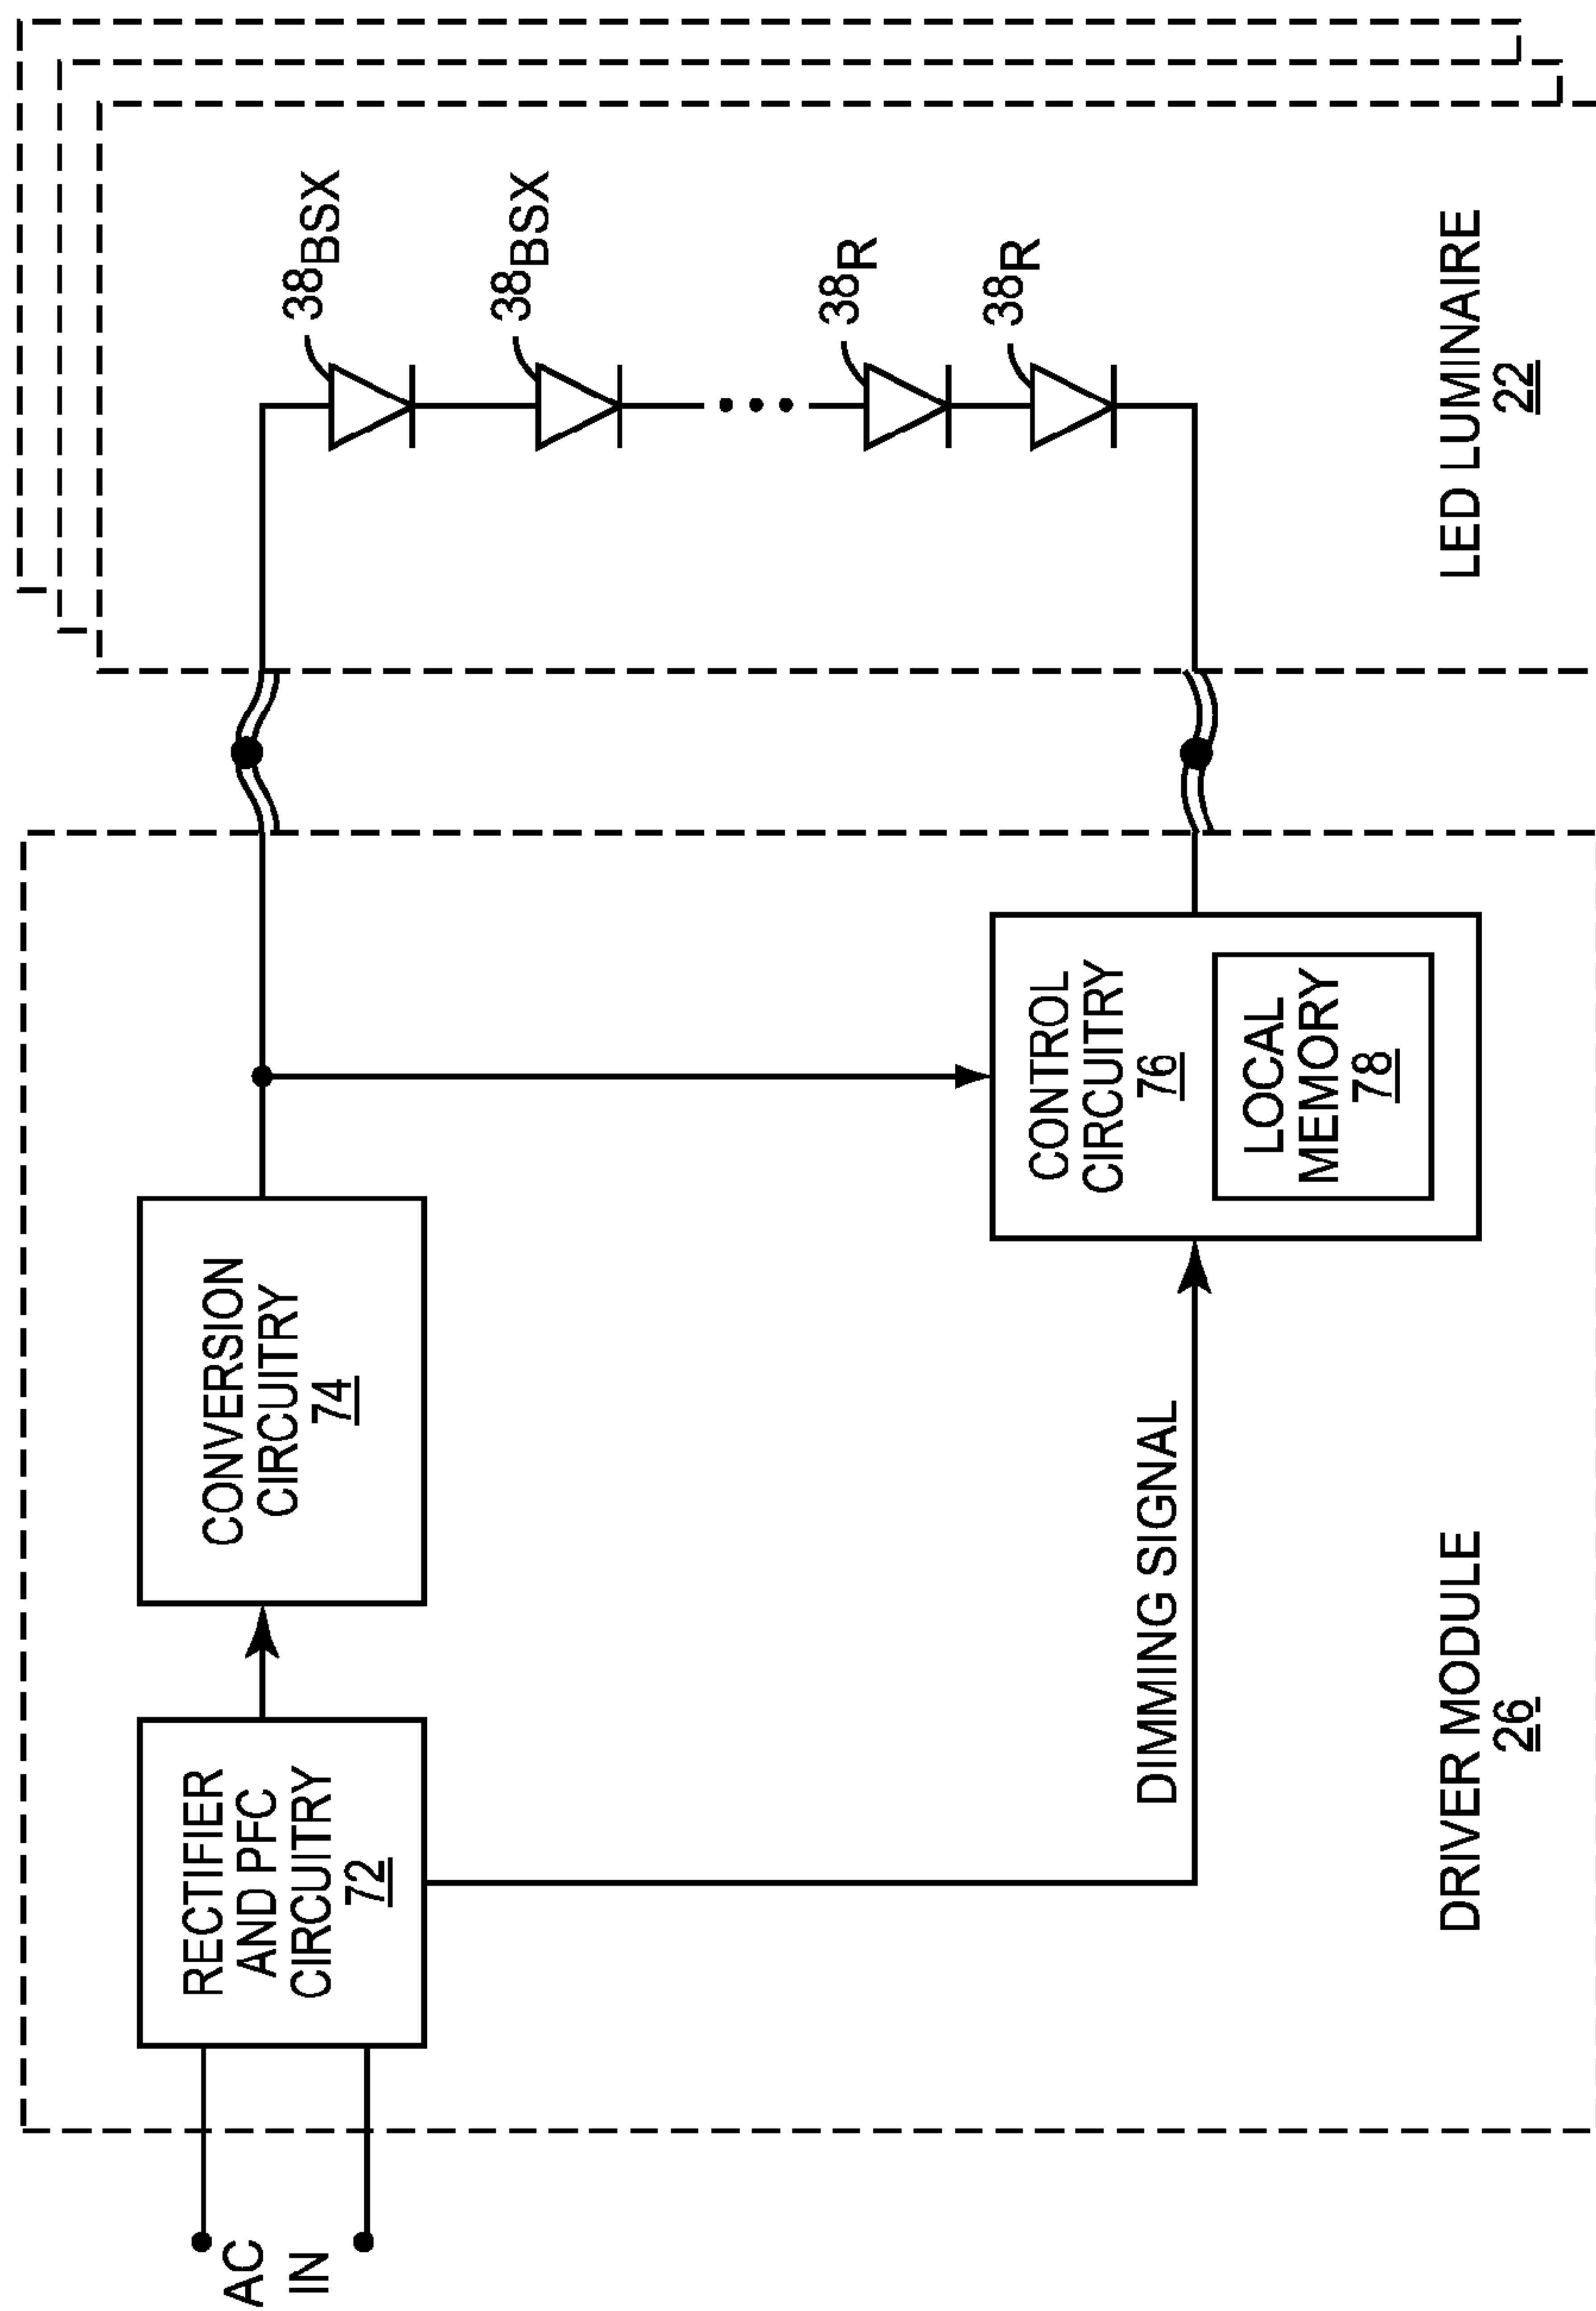 AC
IN
RECTIFIER
AND PFC
CIRCUITRY
72
CONVERSION
CIRCUITRY
74
DIMMING SIGNAL
CONTROL
CIRCUITRY
76
LOCAL
MEMORY
78
DRIVER MODULE
26
38BSX
38BSX
38R
38R
LED LUMINAIRE
22